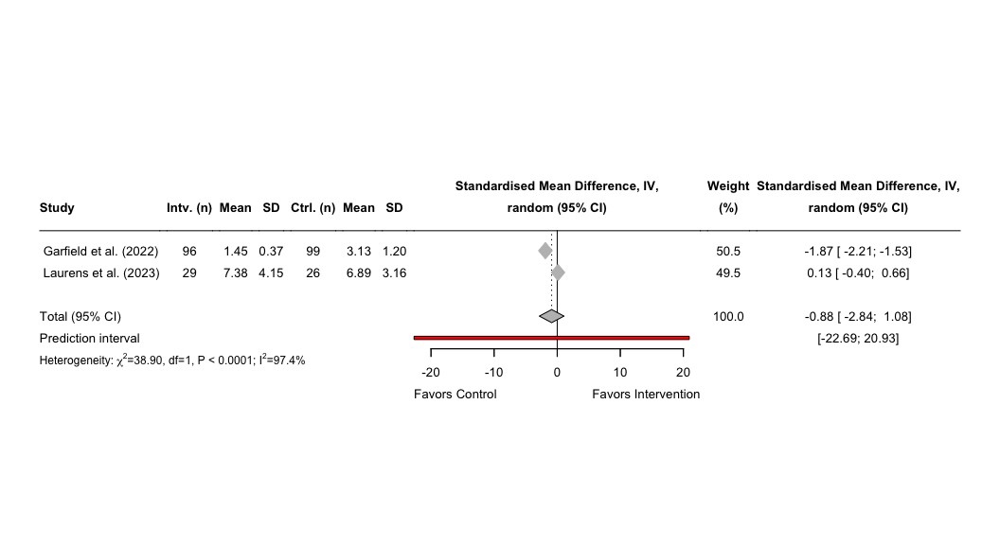 Standardised Mean Difference, IV, Weight Standardised Mean Difference, IV,
Study Intv. (n) Mean SD Ctrl. (n) Mean SD random (95% CI) (%) random (95% CI)
Garfield et al. (2022) 96 1.45 0.37 99 3.13 1.20 50.5 -1.87 [ -2.21; -1.53]
Laurens et al. (2023) 29 7.38 4.15 26 6.89 3.16 49.5 0.13 [ -0.40; 0.66]
Total (95% CI) 100.0 -0.88 [ -2.84; 1.08]
Prediction interval [-22.69; 20.93]
Heterogeneity: χ²=38.90, df=1, P < 0.0001; I²=97.4%
-20 -10 0 10 20
Favors Control Favors Intervention